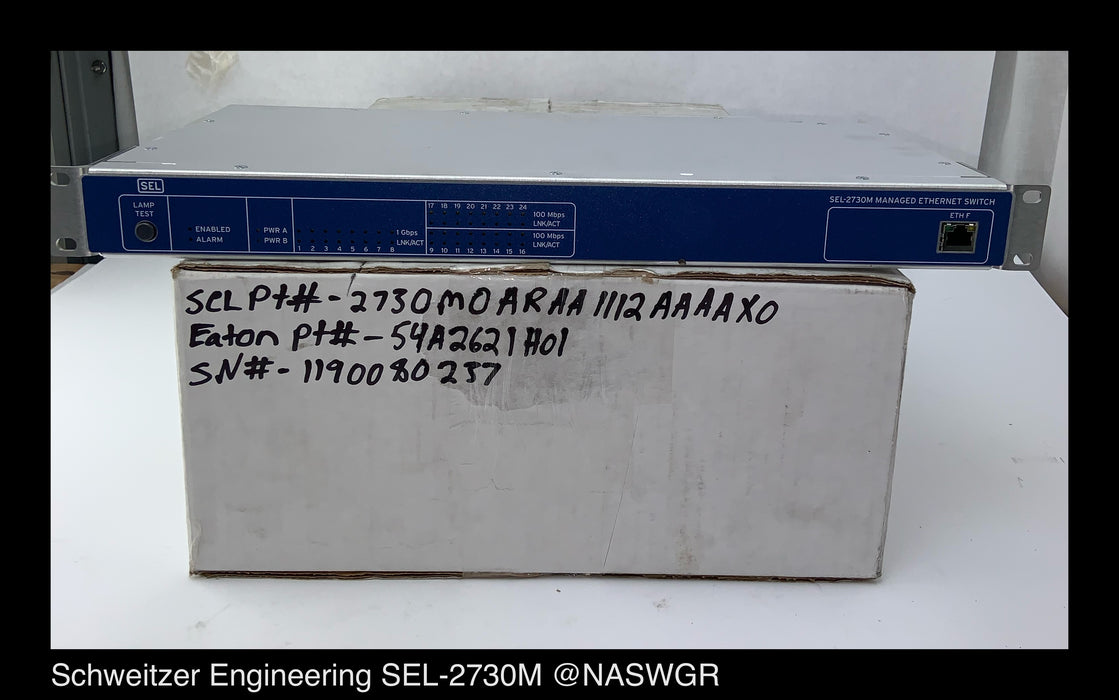 SEL
LAMP
TEST
ENABLED
ALARM
PWR A
PWR B
1 Gbps
LNK/ACT
1 2 3 4 5 6 7 8
17 18 19 20 21 22 23 24
100 Mbps
LNK/ACT
100 Mbps
LNK/ACT
9 10 11 12 13 14 15 16
SEL-2730M MANAGED ETHERNET SWITCH
ETH F
SEL Pt#-2730M0ARAA1112AAAAX0
Eaton Pt#-54A2621H01
SN#-1190080237
Schweitzer Engineering SEL-2730M @NASWGR